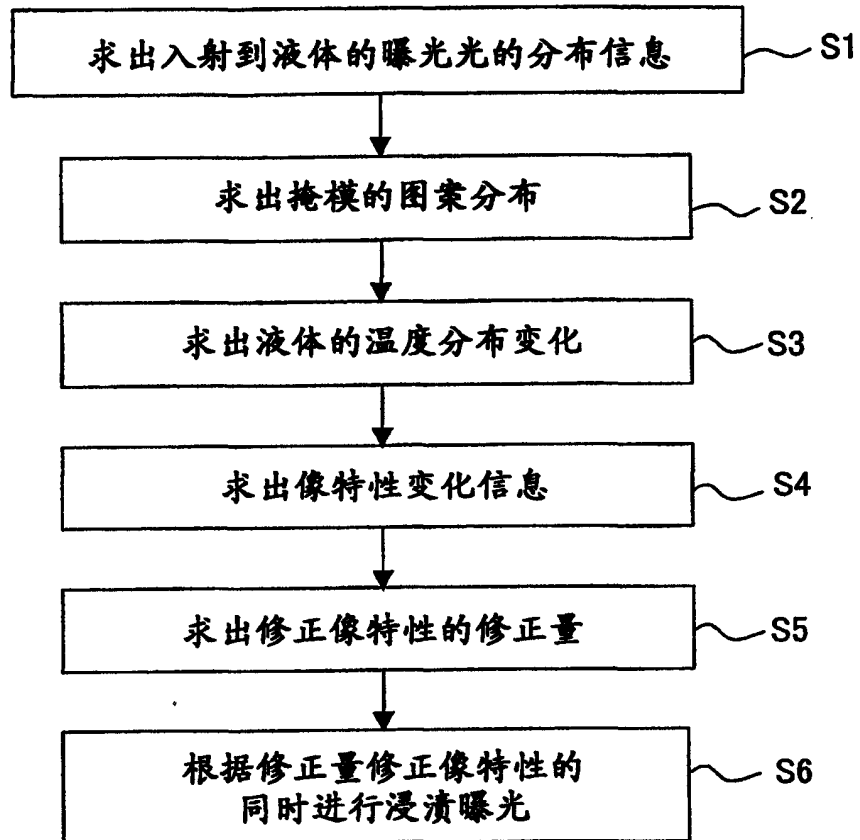 求出入射到液体的曝光光的分布信息
S1
求出掩模的图案分布
S2
求出液体的温度分布变化
S3
求出像特性变化信息
S4
求出修正像特性的修正量
S5
根据修正量修正像特性的
同时进行浸渍曝光
S6